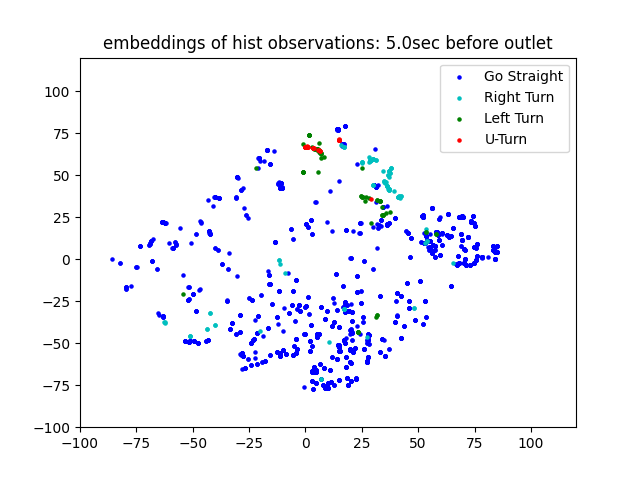 embeddings of hist observations: 5.0sec before outlet
Go Straight
Right Turn
Left Turn
U-Turn
100
75
50
25
0
−25
−50
−75
−100
−100 −75 −50 −25 0 25 50 75 100